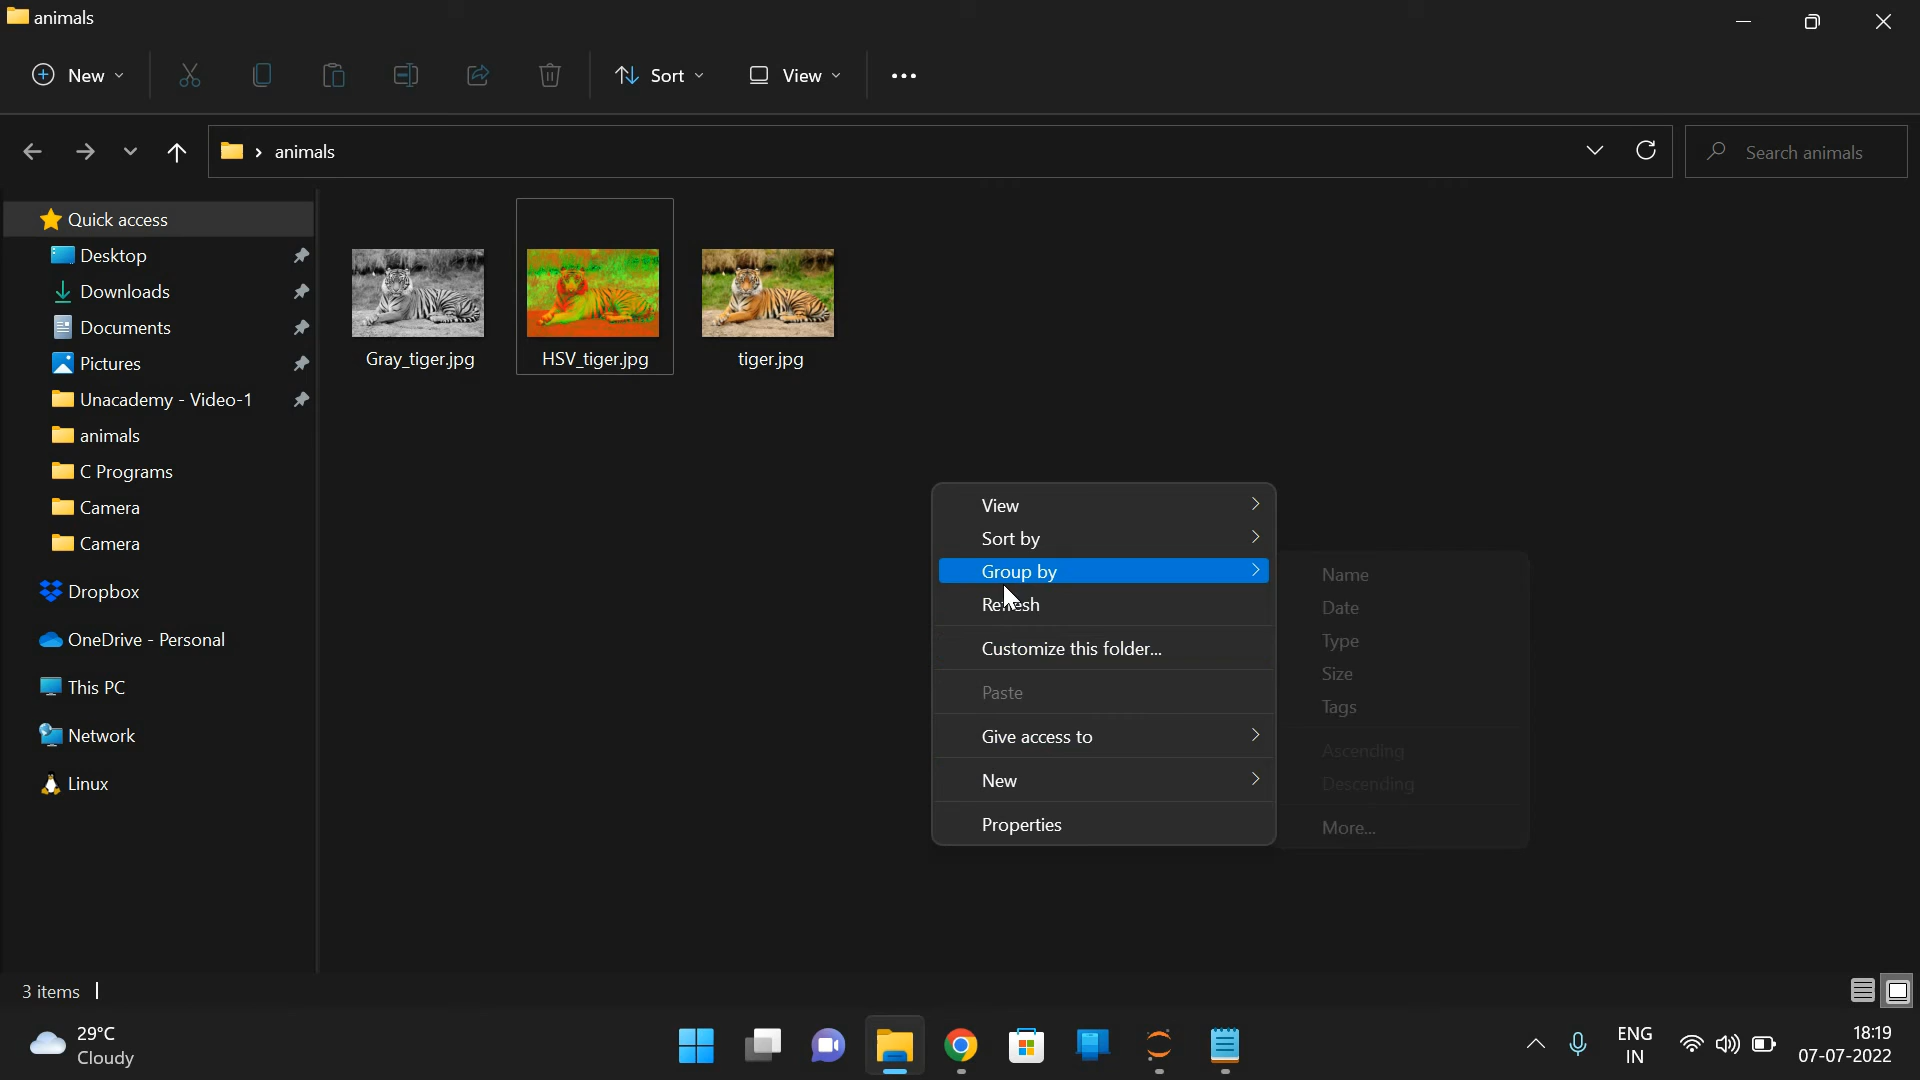 animals
New
Sort
View
animals
Search animals
Quick access
Desktop
Downloads
Documents
Pictures
Unacademy - Video-1
animals
C Programs
Camera
Camera
Dropbox
OneDrive - Personal
This PC
Network
Linux
Gray_tiger.jpg
HSV_tiger.jpg
tiger.jpg
View
Sort by
Group by
Refresh
Customize this folder...
Paste
Give access to
New
Properties
Name
Date
Type
Size
Tags
Ascending
Descending
More...
3 items
29°C
Cloudy
ENG
IN
18:19
07-07-2022